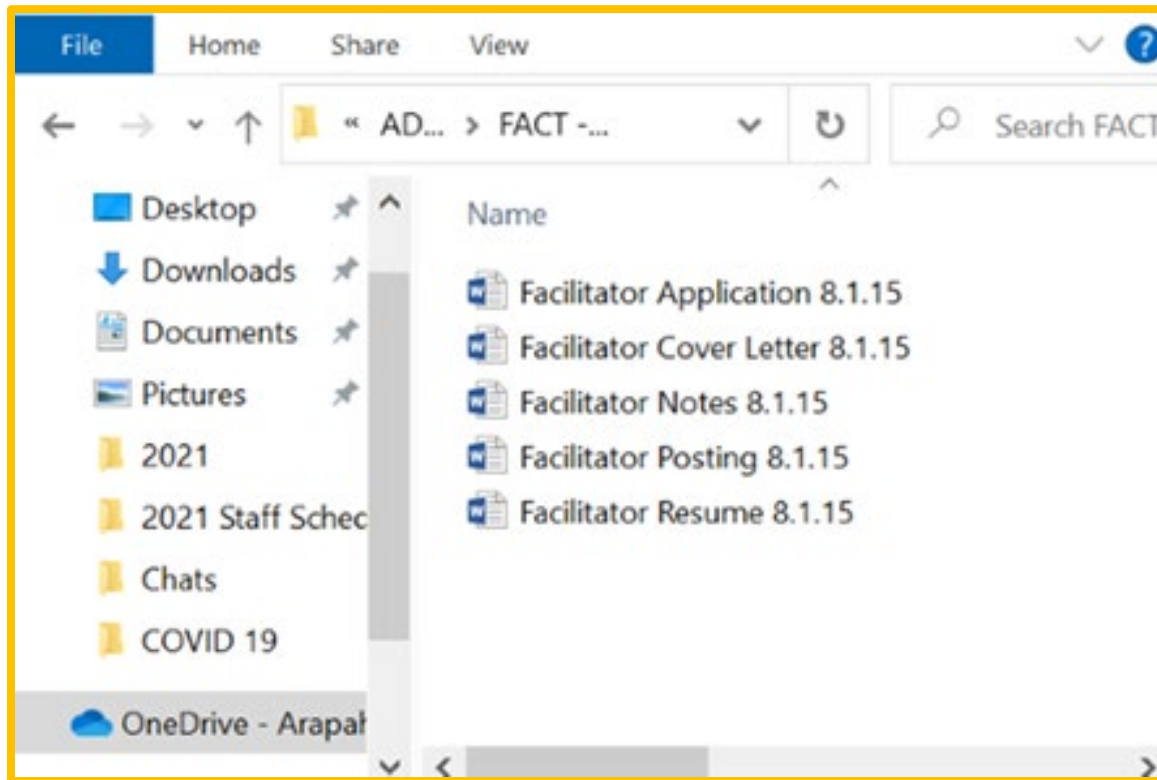 File Home Share View ?
« AD... > FACT -... Search FACT
Desktop
Downloads
Documents
Pictures
2021
2021 Staff Sched
Chats
COVID 19
OneDrive - Arapah
Name
Facilitator Application 8.1.15
Facilitator Cover Letter 8.1.15
Facilitator Notes 8.1.15
Facilitator Posting 8.1.15
Facilitator Resume 8.1.15